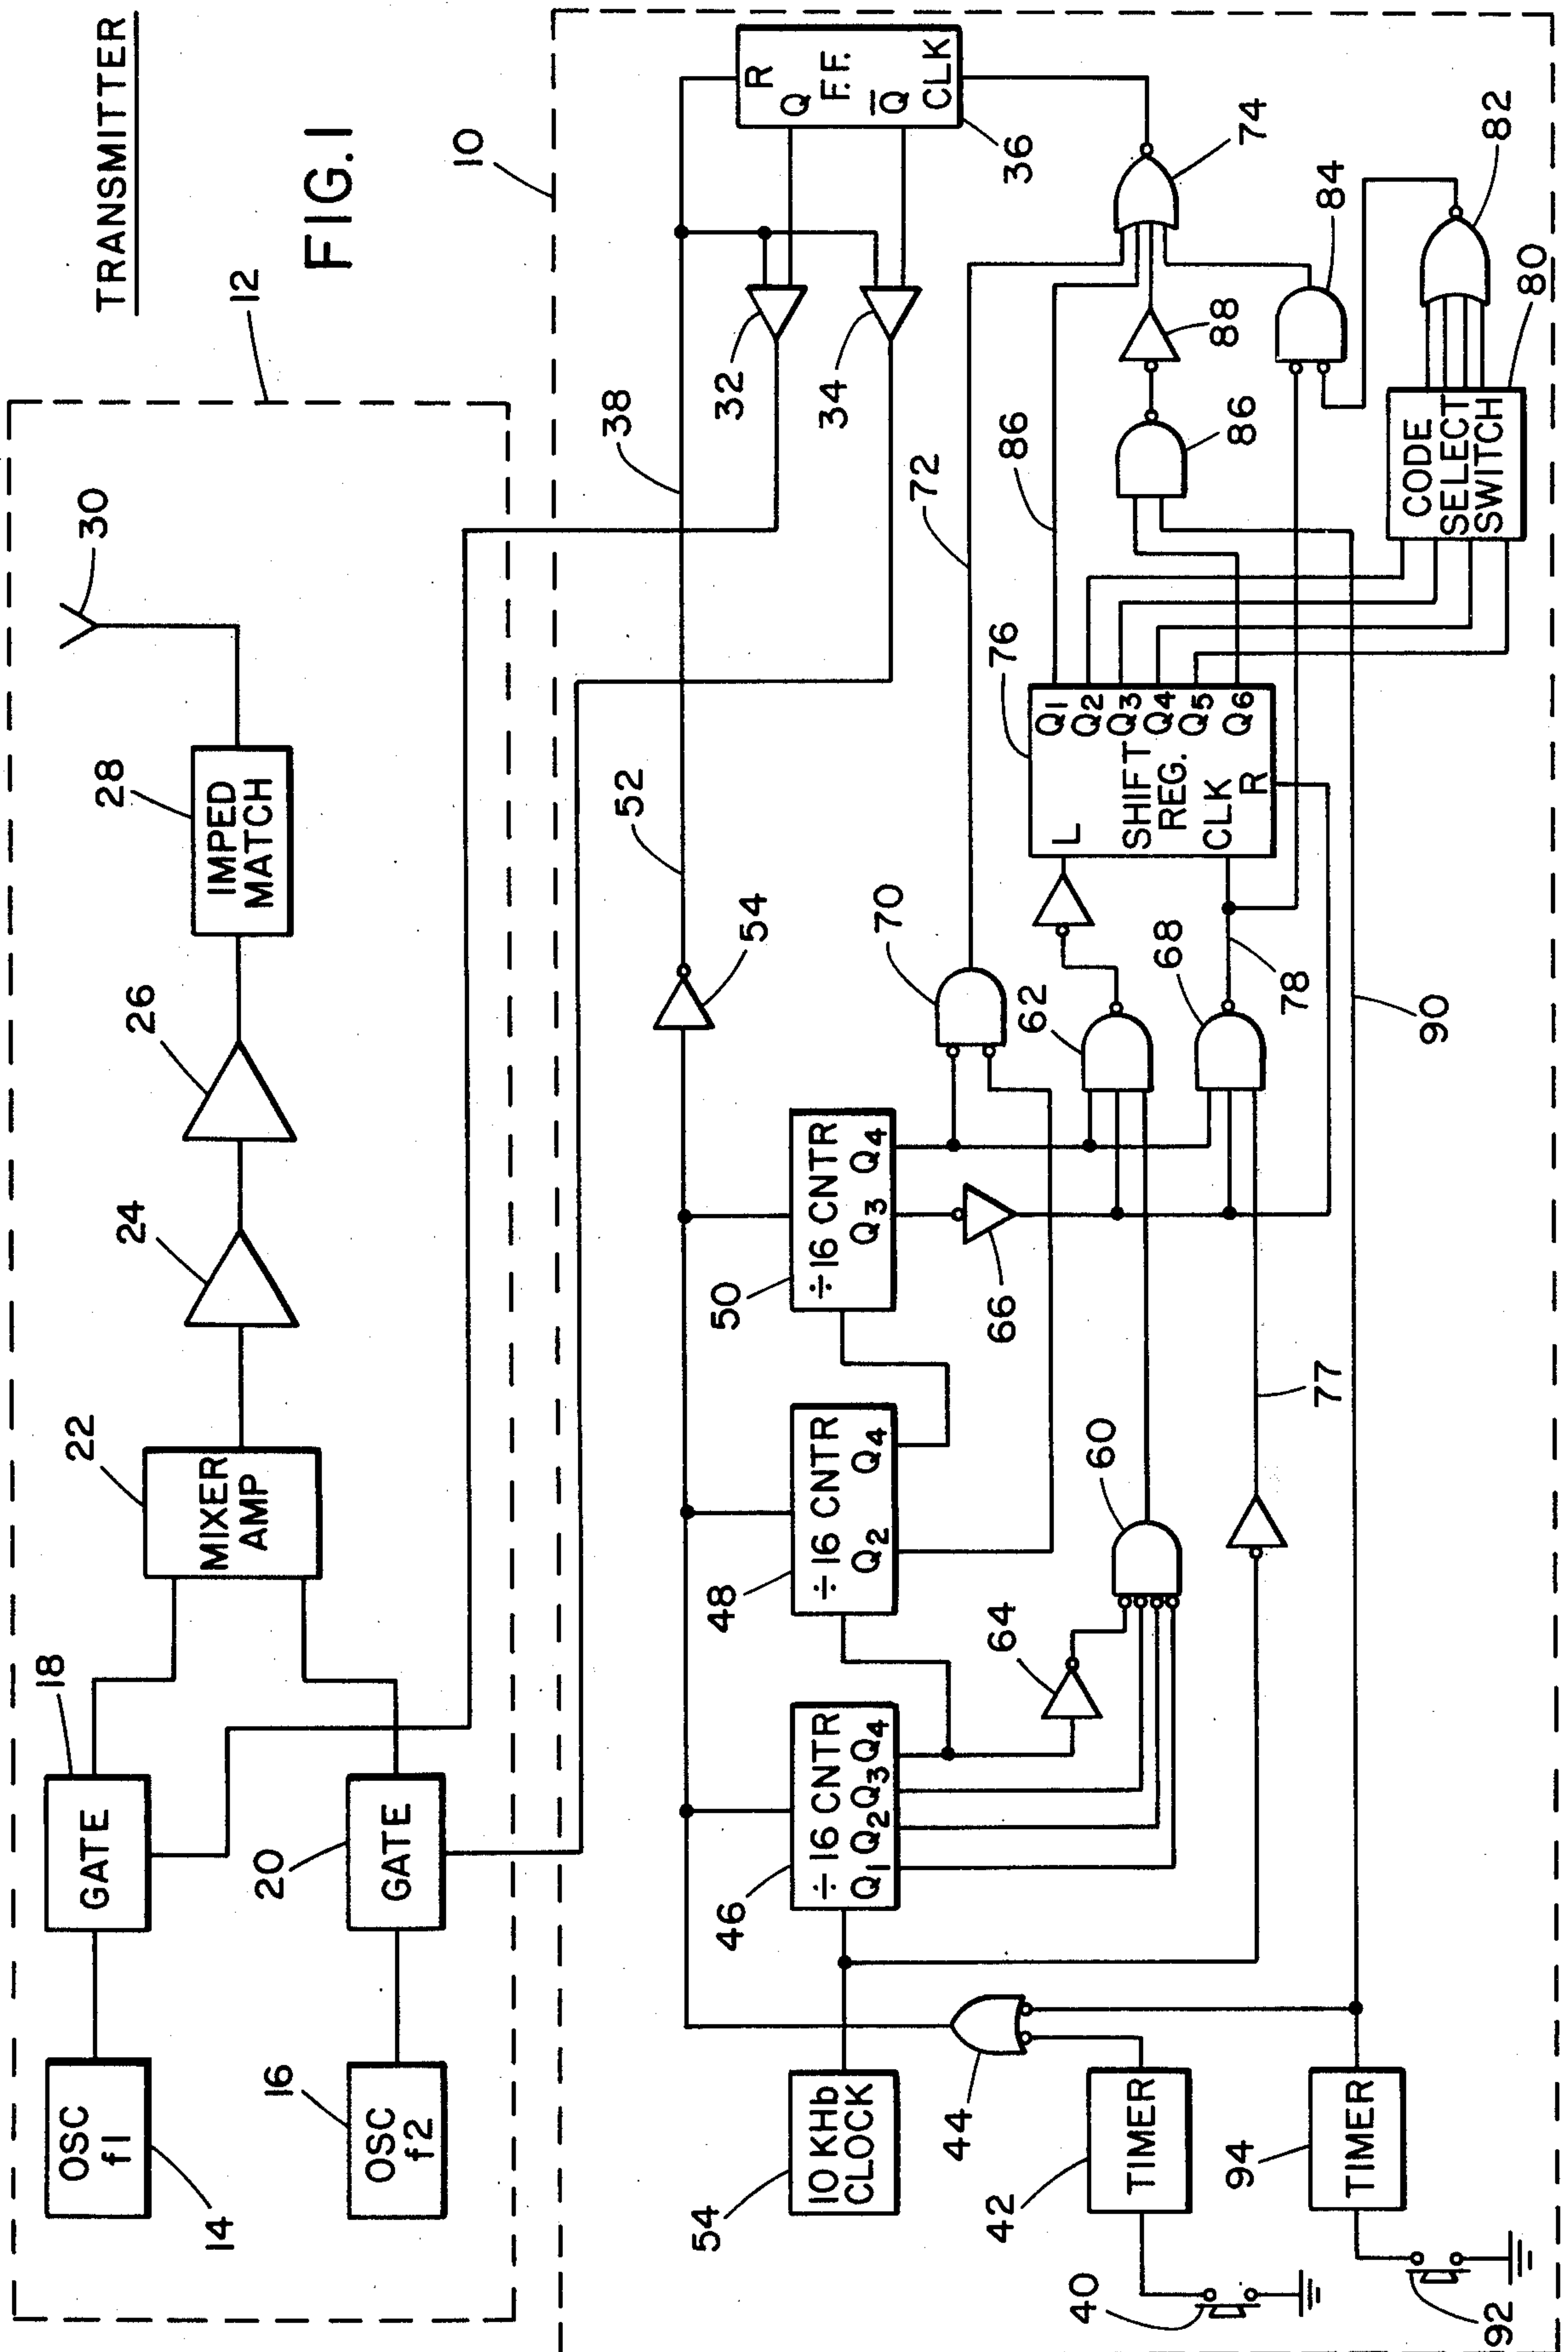 TRANSMITTER
FIG. 1
10
12
30
28
IMPED
MATCH
26
24
22
MIXER
AMP
18
GATE
20
GATE
OSC
f1
14
16
OSC
f2
38
32
34
R
Q
F.F.
Q̅
CLK
36
52
54
72
86
74
88
84
82
86
80
CODE
SELECT
SWITCH
76
L
SHIFT
REG.
CLK
R
Q1
Q2
Q3
Q4
Q5
Q6
70
62
68
78
90
50
÷16 CNTR
Q3 Q4
66
48
÷16 CNTR
Q2 Q4
77
60
64
46
÷16 CNTR
Q1 Q2 Q3 Q4
54
10 KHb
CLOCK
44
42
TIMER
94
TIMER
40
92